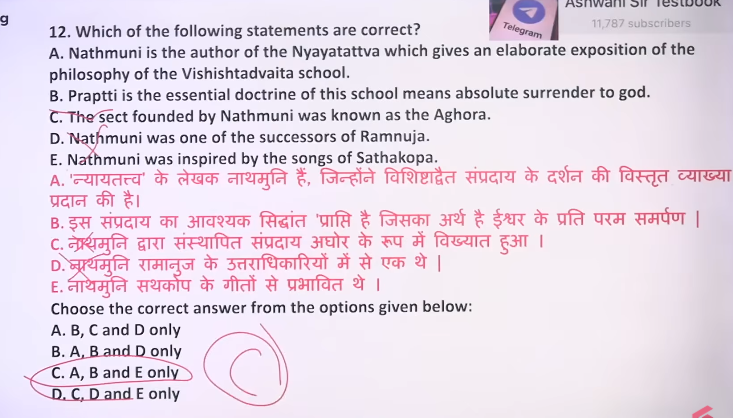 g
Ashwani Sir Testbook
11,787 subscribers
Telegram
12. Which of the following statements are correct?
A. Nathmuni is the author of the Nyayatattva which gives an elaborate exposition of the
philosophy of the Vishishtadvaita school.
B. Praptti is the essential doctrine of this school means absolute surrender to god.
C. The sect founded by Nathmuni was known as the Aghora.
D. Nathmuni was one of the successors of Ramnuja.
E. Nathmuni was inspired by the songs of Sathakopa.
A. 'न्यायतत्त्व' के लेखक नाथमुनि हैं, जिन्होंने विशिष्टाद्वैत संप्रदाय के दर्शन की विस्तृत व्याख्या
प्रदान की है।
B. इस संप्रदाय का आवश्यक सिद्धांत 'प्राप्ति है जिसका अर्थ है ईश्वर के प्रति परम समर्पण |
C. नाथमुनि द्वारा संस्थापित संप्रदाय अघोर के रूप में विख्यात हुआ ।
D. नाथमुनि रामानुज के उत्तराधिकारियों में से एक थे |
E. नाथमुनि सथकोप के गीतों से प्रभावित थे ।
Choose the correct answer from the options given below:
A. B, C and D only
B. A, B and D only
C. A, B and E only
D. C, D and E only
C